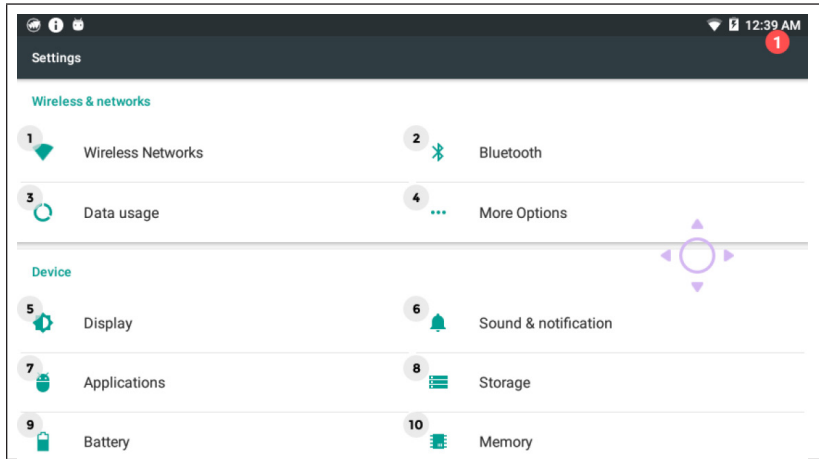 12:39 AM
1
Settings
Wireless & networks
1 Wireless Networks
2 Bluetooth
3 Data usage
4 More Options
Device
5 Display
6 Sound & notification
7 Applications
8 Storage
9 Battery
10 Memory